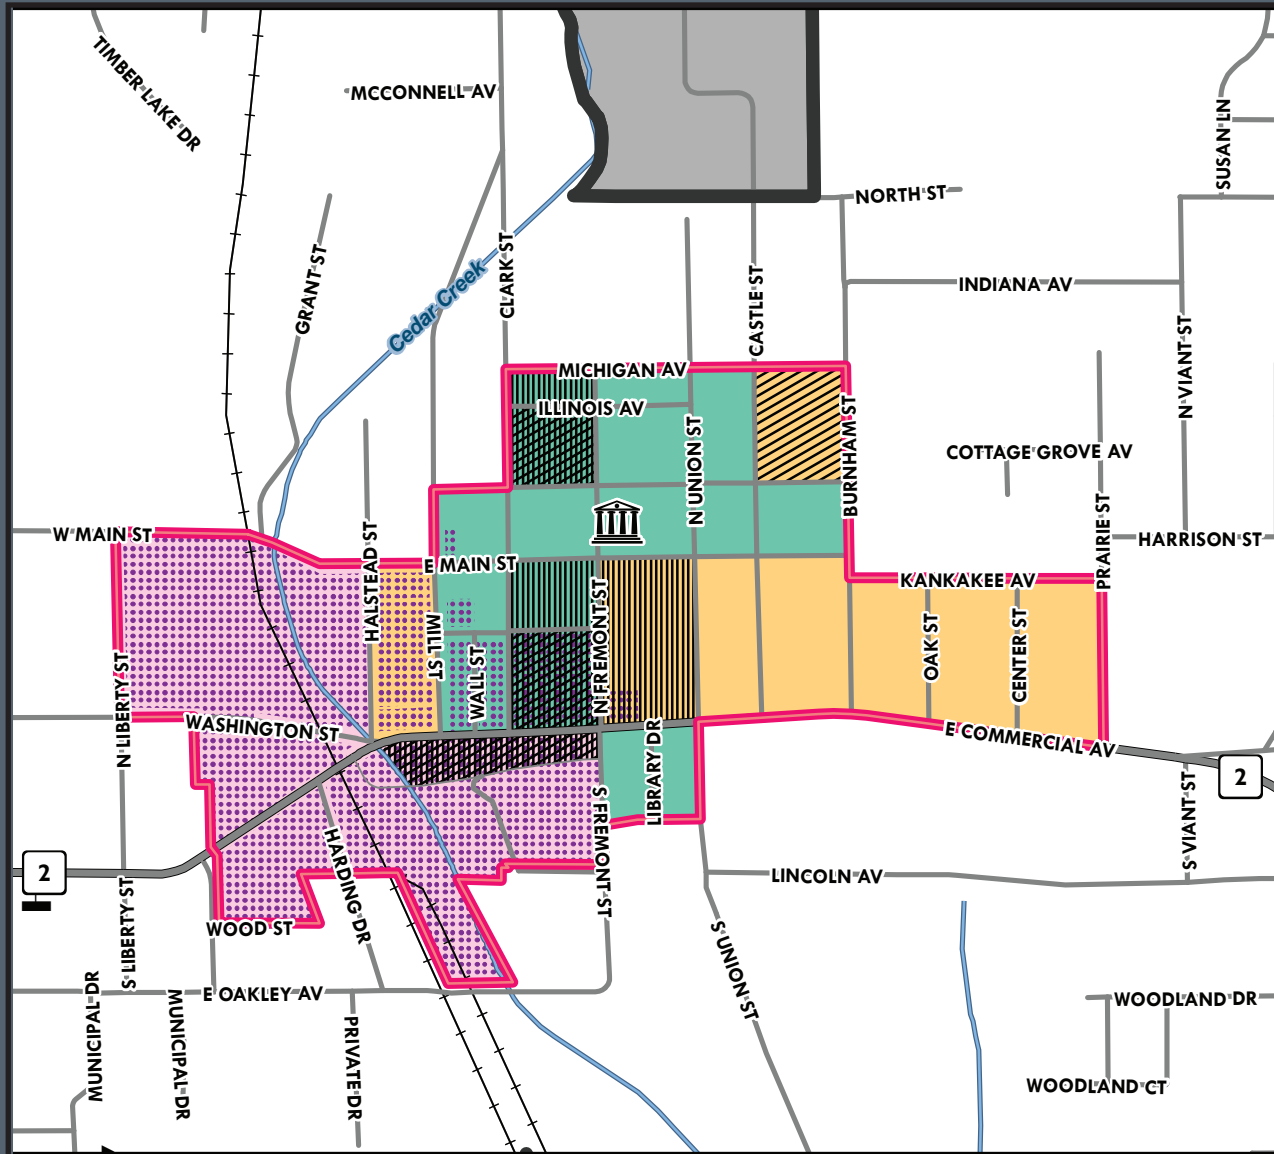 TIMBER LAKE DR
MCCONNELL AV
SUSAN LN
NORTH ST
GRANT ST
Cedar Creek
CLARK ST
CASTLE ST
INDIANA AV
N VIANT ST
MICHIGAN AV
ILLINOIS AV
N UNION ST
BURNHAM ST
COTTAGE GROVE AV
W MAIN ST
HALSTEAD ST
E MAIN ST
PRAIRIE ST
HARRISON ST
KANKAKEE AV
N LIBERTY ST
MILL ST
WALL ST
N FREMONT ST
OAK ST
CENTER ST
WASHINGTON ST
E COMMERCIAL AV
LIBRARY DR
2
2
S FREMONT ST
S VIANT ST
HARDING DR
LINCOLN AV
S LIBERTY ST
WOOD ST
S UNION ST
E OAKLEY AV
MUNICIPAL DR
MUNICIPAL DR
PRIVATE DR
WOODLAND DR
WOODLAND CT